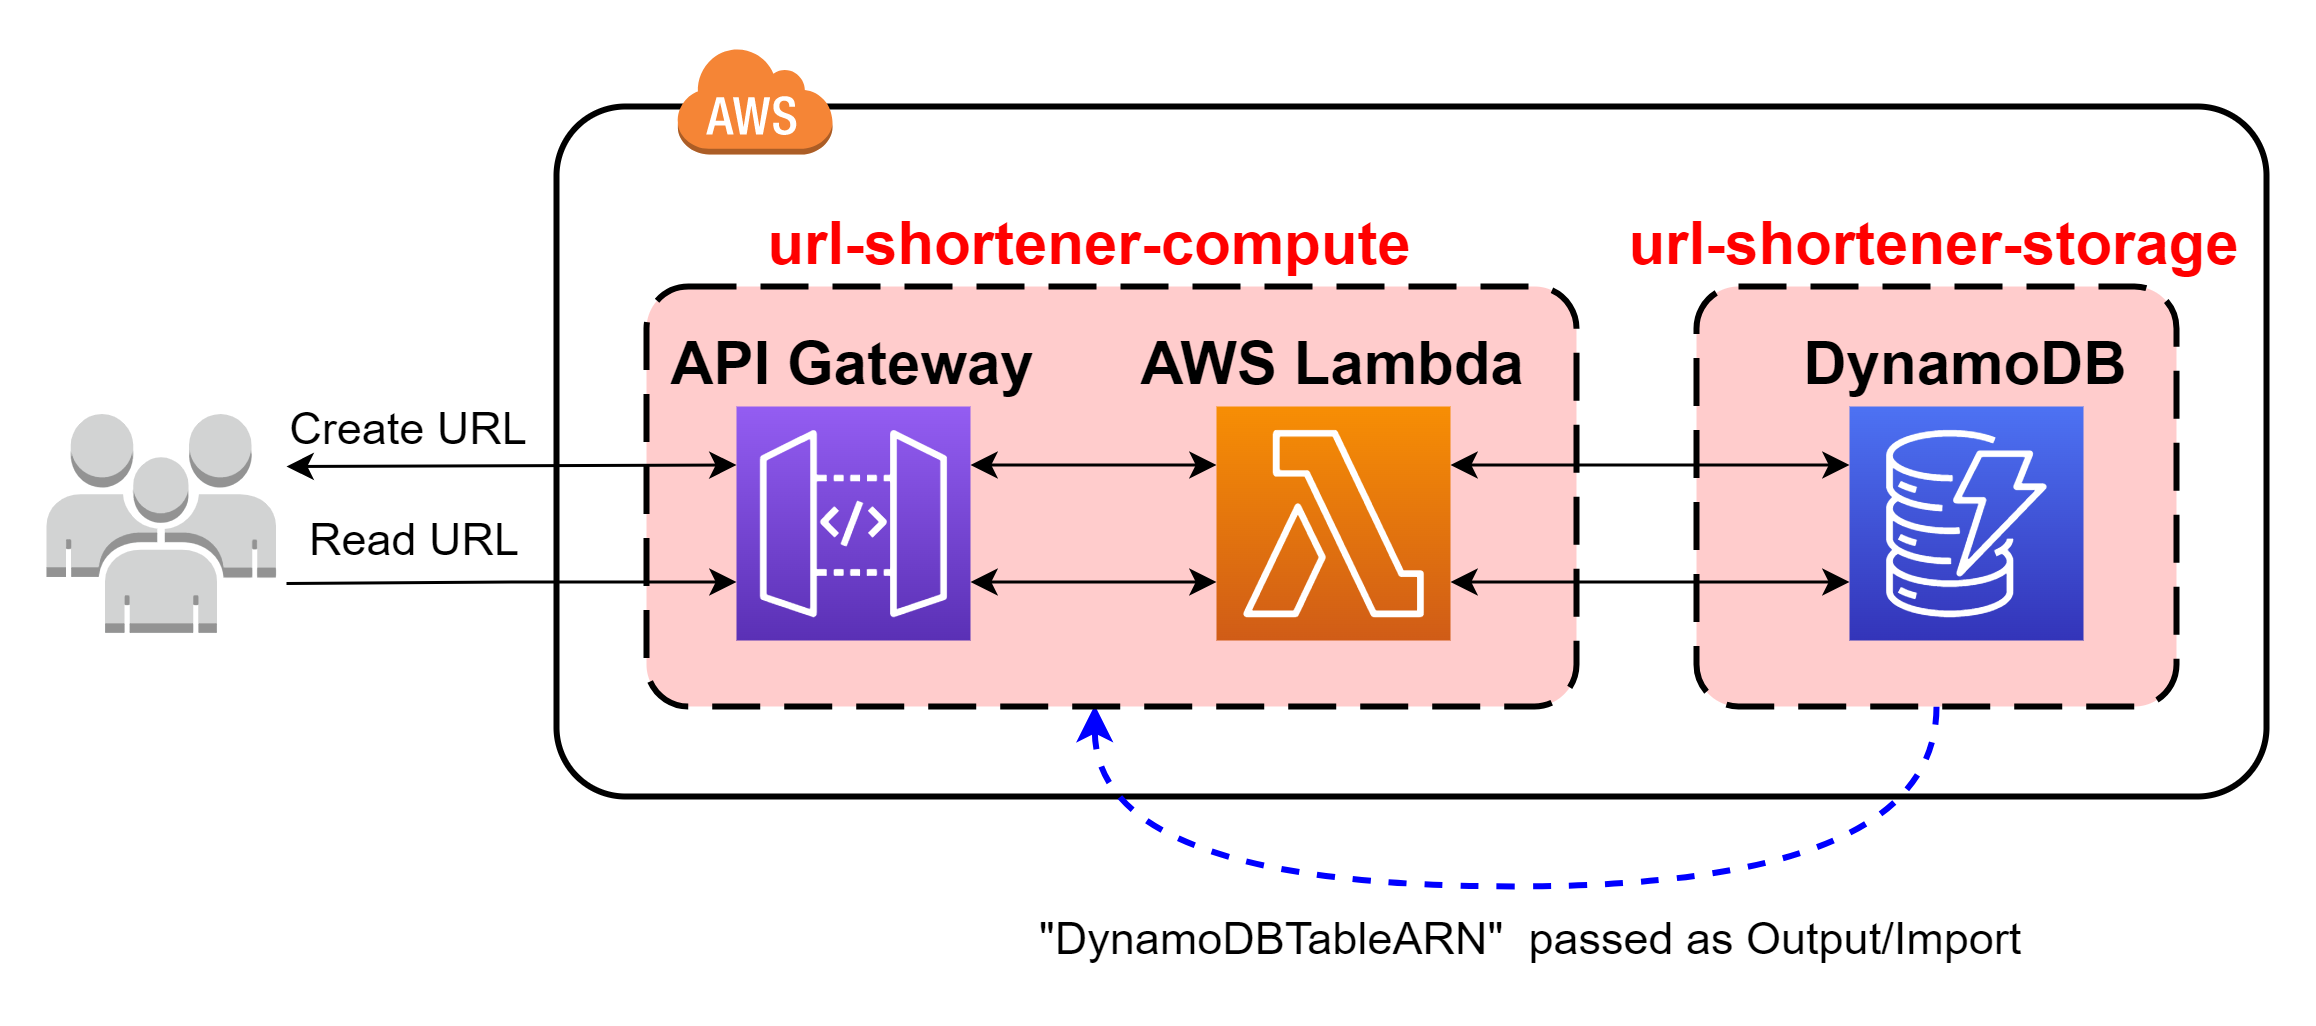 AWS
url-shortener-compute
url-shortener-storage
API Gateway
AWS Lambda
DynamoDB
Create URL
Read URL
</>
"DynamoDBTableARN"  passed as Output/Import